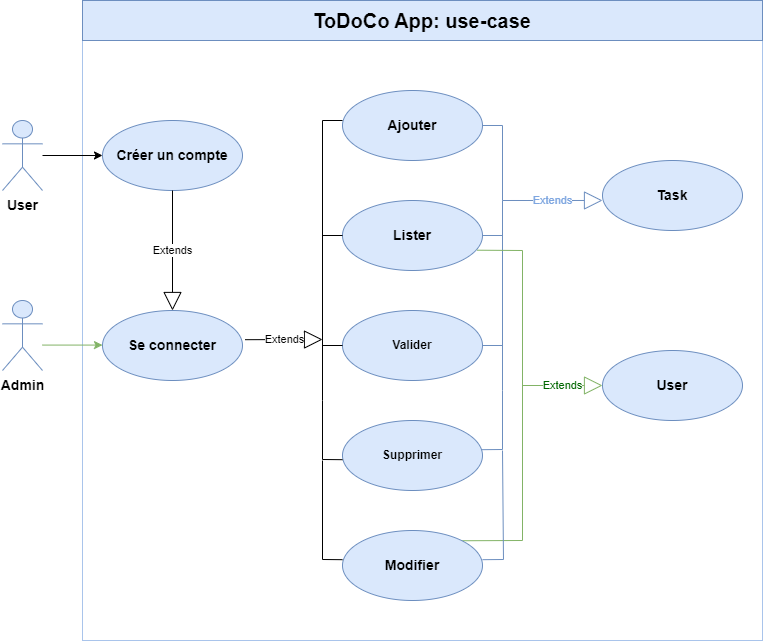 ToDoCo App: use-case
Ajouter
Créer un compte
Task
Extends
User
Lister
Extends
Extends
Se connecter
Valider
Extends
User
Admin
Supprimer
Modifier